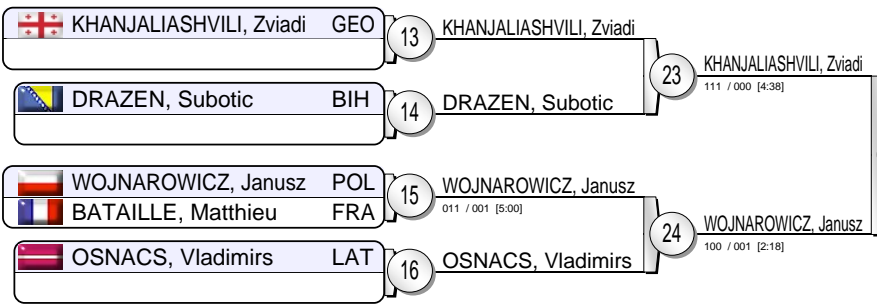 KHANJALIASHVILI, Zviadi GEO
13
KHANJALIASHVILI, Zviadi
23
KHANJALIASHVILI, Zviadi
111 / 000 [4:38]
DRAZEN, Subotic BIH
14
DRAZEN, Subotic
WOJNAROWICZ, Janusz POL
BATAILLE, Matthieu FRA
15
WOJNAROWICZ, Janusz
011 / 001 [5:00]
24
WOJNAROWICZ, Janusz
100 / 001 [2:18]
OSNACS, Vladimirs LAT
16
OSNACS, Vladimirs